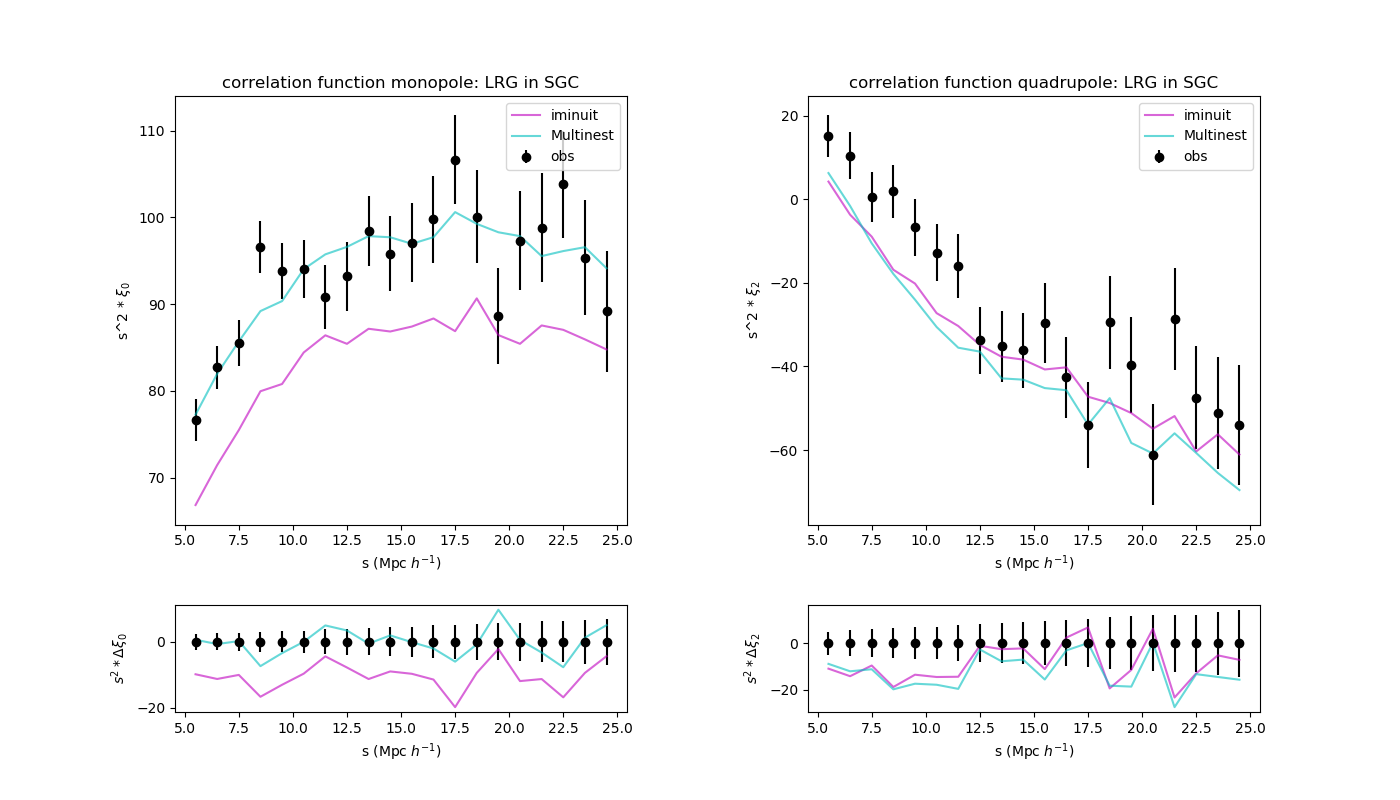 correlation function monopole: LRG in SGC
iminuit
Multinest
obs
110
100
90
80
70
s^2 * ξ₀
5.0 7.5 10.0 12.5 15.0 17.5 20.0 22.5 25.0
s (Mpc h⁻¹)
0
−20
s² * Δξ₀
5.0 7.5 10.0 12.5 15.0 17.5 20.0 22.5 25.0
s (Mpc h⁻¹)
correlation function quadrupole: LRG in SGC
iminuit
Multinest
obs
20
0
−20
−40
−60
s^2 * ξ₂
5.0 7.5 10.0 12.5 15.0 17.5 20.0 22.5 25.0
s (Mpc h⁻¹)
0
−20
s² * Δξ₂
5.0 7.5 10.0 12.5 15.0 17.5 20.0 22.5 25.0
s (Mpc h⁻¹)